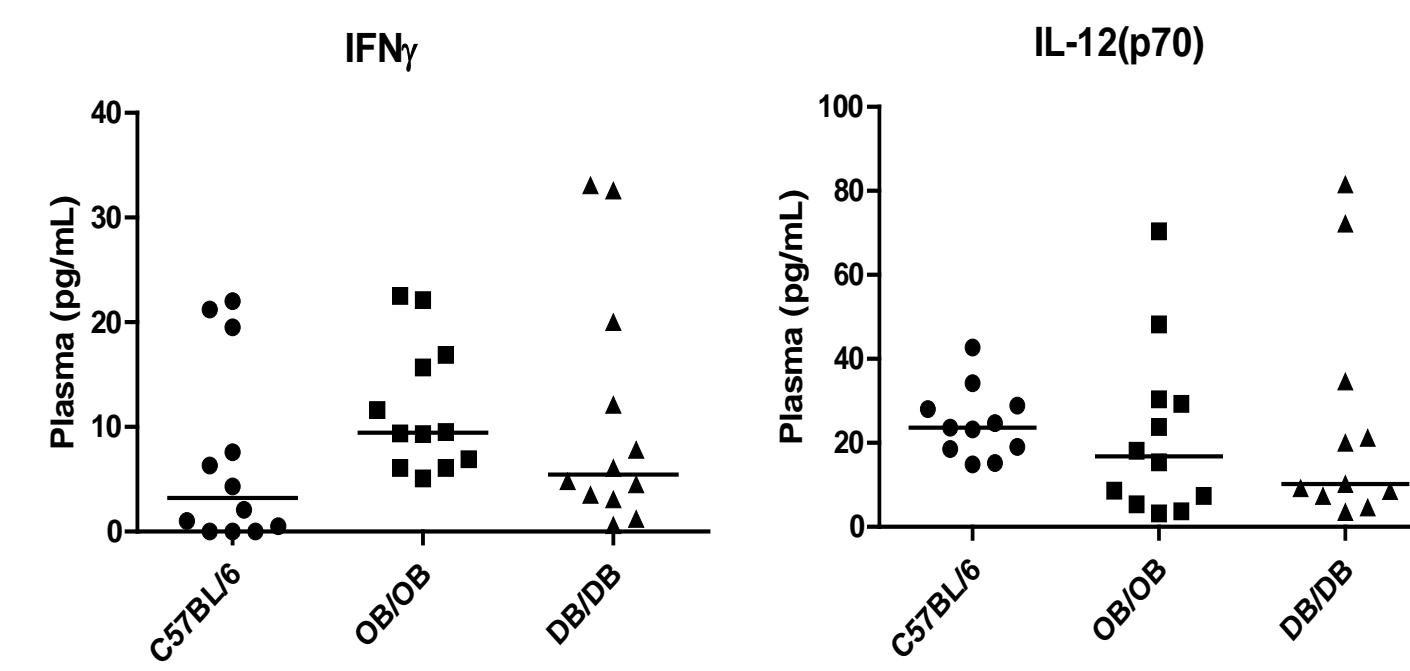 IFNγ
Plasma (pg/mL)
40
30
20
10
0
C57BL/6
OB/OB
DB/DB
IL-12(p70)
Plasma (pg/mL)
100
80
60
40
20
0
C57BL/6
OB/OB
DB/DB